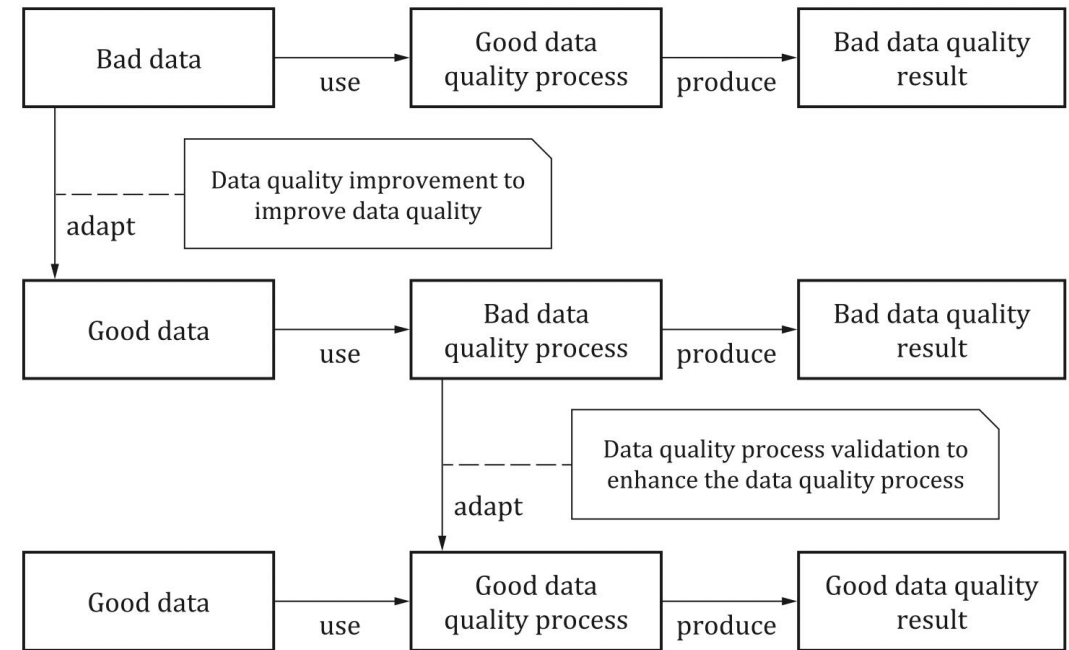 Bad data
use
Good data
quality process
produce
Bad data quality
result
adapt
Data quality improvement to
improve data quality
Good data
use
Bad data
quality process
produce
Bad data quality
result
adapt
Data quality process validation to
enhance the data quality process
Good data
use
Good data
quality process
produce
Good data quality
result